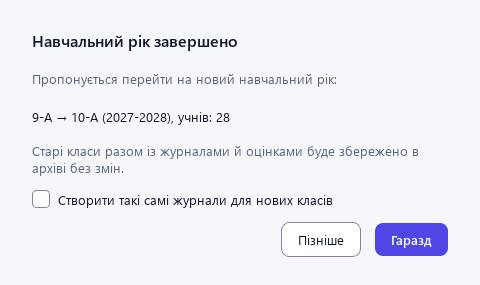 Навчальний рік завершено
Пропонується перейти на новий навчальний рік:
9-А → 10-А (2027-2028), учнів: 28
Старі класи разом із журналами й оцінками буде збережено в
архіві без змін.
Створити такі самі журнали для нових класів
Пізніше
Гаразд